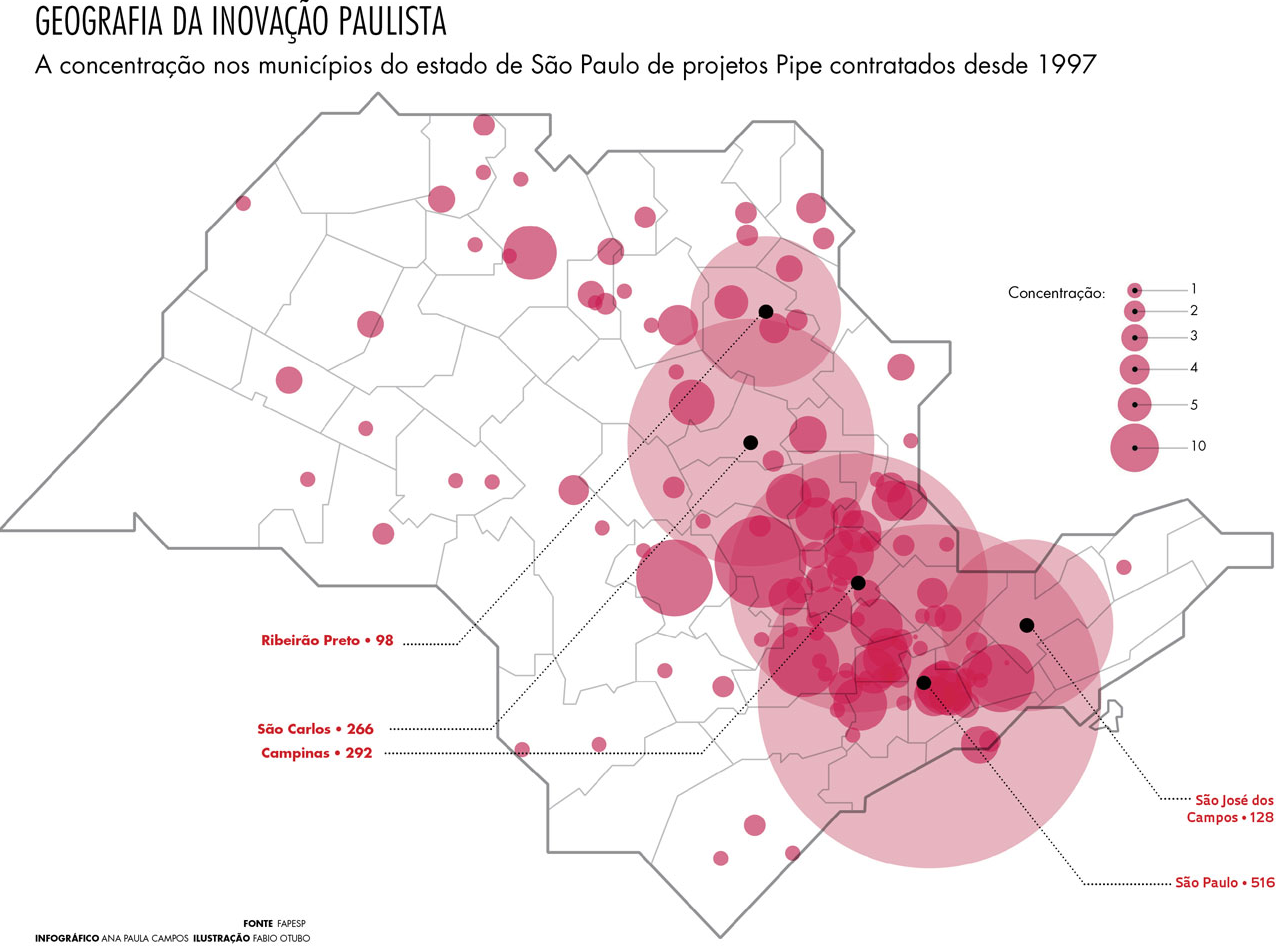 GEOGRAFIA DA INOVAÇÃO PAULISTA
A concentração nos municípios do estado de São Paulo de projetos Pipe contratados desde 1997
Concentração:
1
2
3
4
5
10
Ribeirão Preto • 98
São Carlos • 266
Campinas • 292
São José dos
Campos • 128
São Paulo • 516
FONTE FAPESP
INFOGRÁFICO ANA PAULA CAMPOS ILUSTRAÇÃO FABIO OTUBO